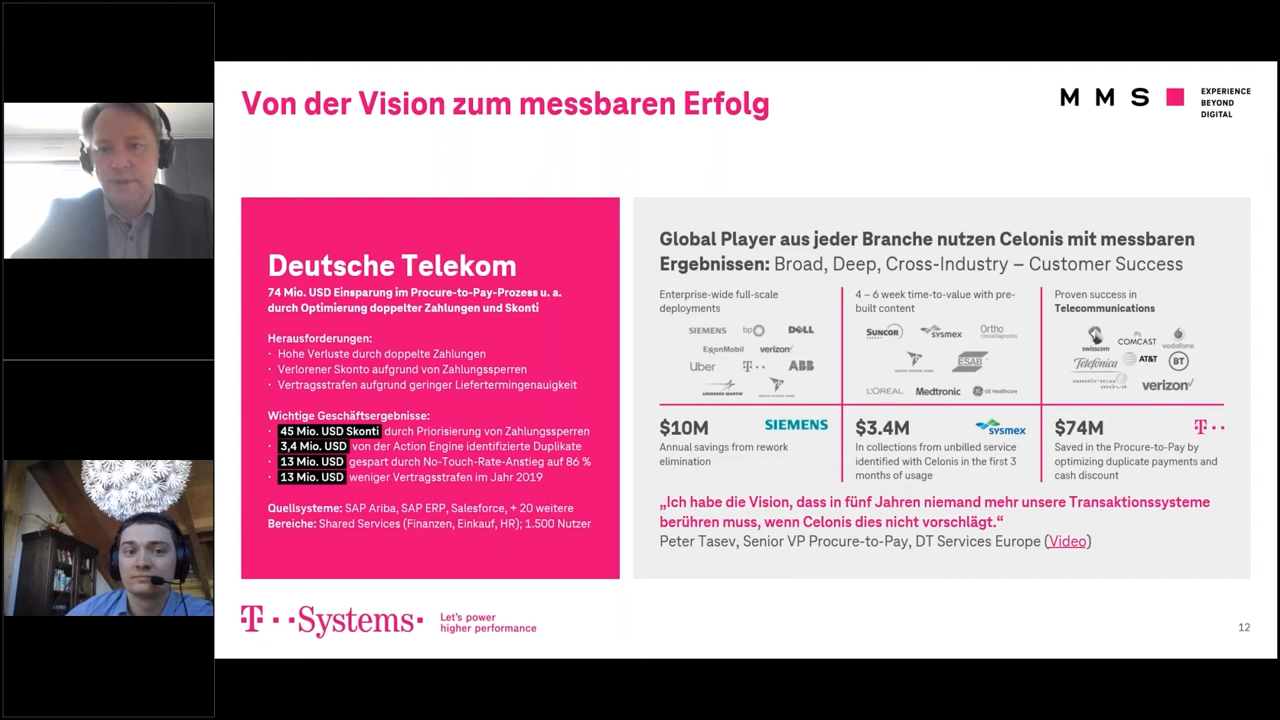 Von der Vision zum messbaren Erfolg
M M S
EXPERIENCE
BEYOND
DIGITAL
Deutsche Telekom
74 Mio. USD Einsparung im Procure-to-Pay-Prozess u. a.
durch Optimierung doppelter Zahlungen und Skonti
Herausforderungen:
· Hohe Verluste durch doppelte Zahlungen
· Verlorener Skonto aufgrund von Zahlungssperren
· Vertragsstrafen aufgrund geringer Liefertermingenauigkeit
Wichtige Geschäftsergebnisse:
· 45 Mio. USD Skonti durch Priorisierung von Zahlungssperren
· 3,4 Mio. USD von der Action Engine identifizierte Duplikate
· 13 Mio. USD gespart durch No-Touch-Rate-Anstieg auf 86 %
· 13 Mio. USD weniger Vertragsstrafen im Jahr 2019
Quellsysteme: SAP Ariba, SAP ERP, Salesforce, + 20 weitere
Bereiche: Shared Services (Finanzen, Einkauf, HR); 1.500 Nutzer
Global Player aus jeder Branche nutzen Celonis mit messbaren
Ergebnissen: Broad, Deep, Cross-Industry – Customer Success
Enterprise-wide full-scale
deployments
SIEMENS bp DELL
ExonMobil verizon
Uber T·· ABB
LOCKHEED MARTIN
$10M SIEMENS
Annual savings from rework
elimination
4 – 6 week time-to-value with pre-
built content
SUNCOR sysmex Ortho
Clinical Diagnostics
ESAB
L'ORÉAL Medtronic GE Healthcare
$3.4M sysmex
In collections from unbilled service
identified with Celonis in the first 3
months of usage
Proven success in
Telecommunications
swisscom COMCAST vodafone
Telefónica AT&T BT
américa móvil verizon
$74M T··
Saved in the Procure-to-Pay by
optimizing duplicate payments and
cash discount
„Ich habe die Vision, dass in fünf Jahren niemand mehr unsere Transaktionssysteme
berühren muss, wenn Celonis dies nicht vorschlägt.“
Peter Tasev, Senior VP Procure-to-Pay, DT Services Europe (Video)
T··Systems· Let's power
higher performance
12